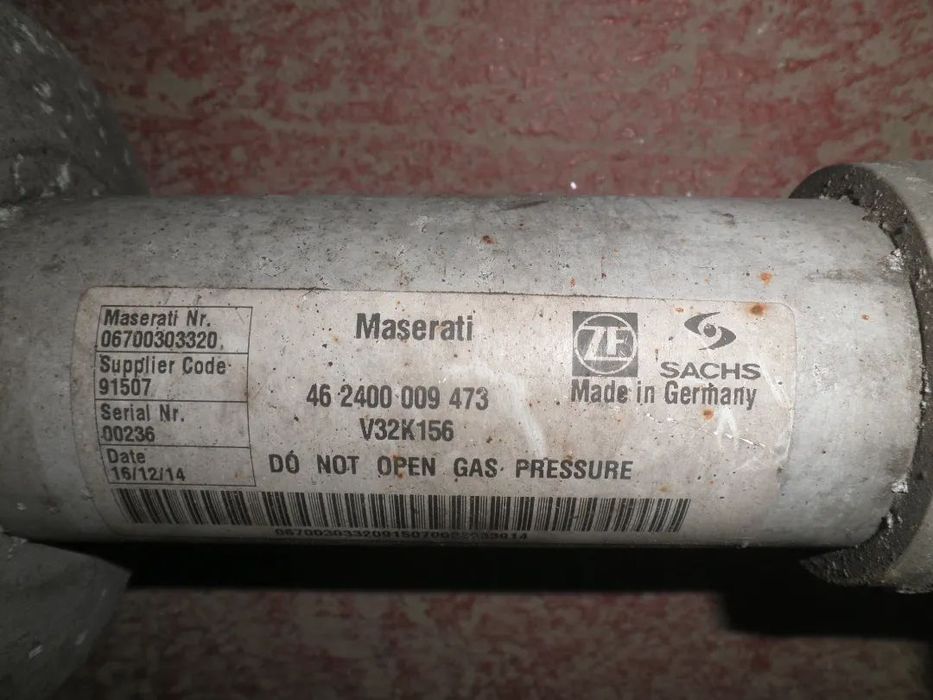 Maserati Nr.
06700303320
Supplier Code
91507
Serial Nr.
00236
Date
16/12/14
Maserati
46 2400 009 473
V32K156
DO NOT OPEN GAS PRESSURE
ZF
SACHS
Made in Germany